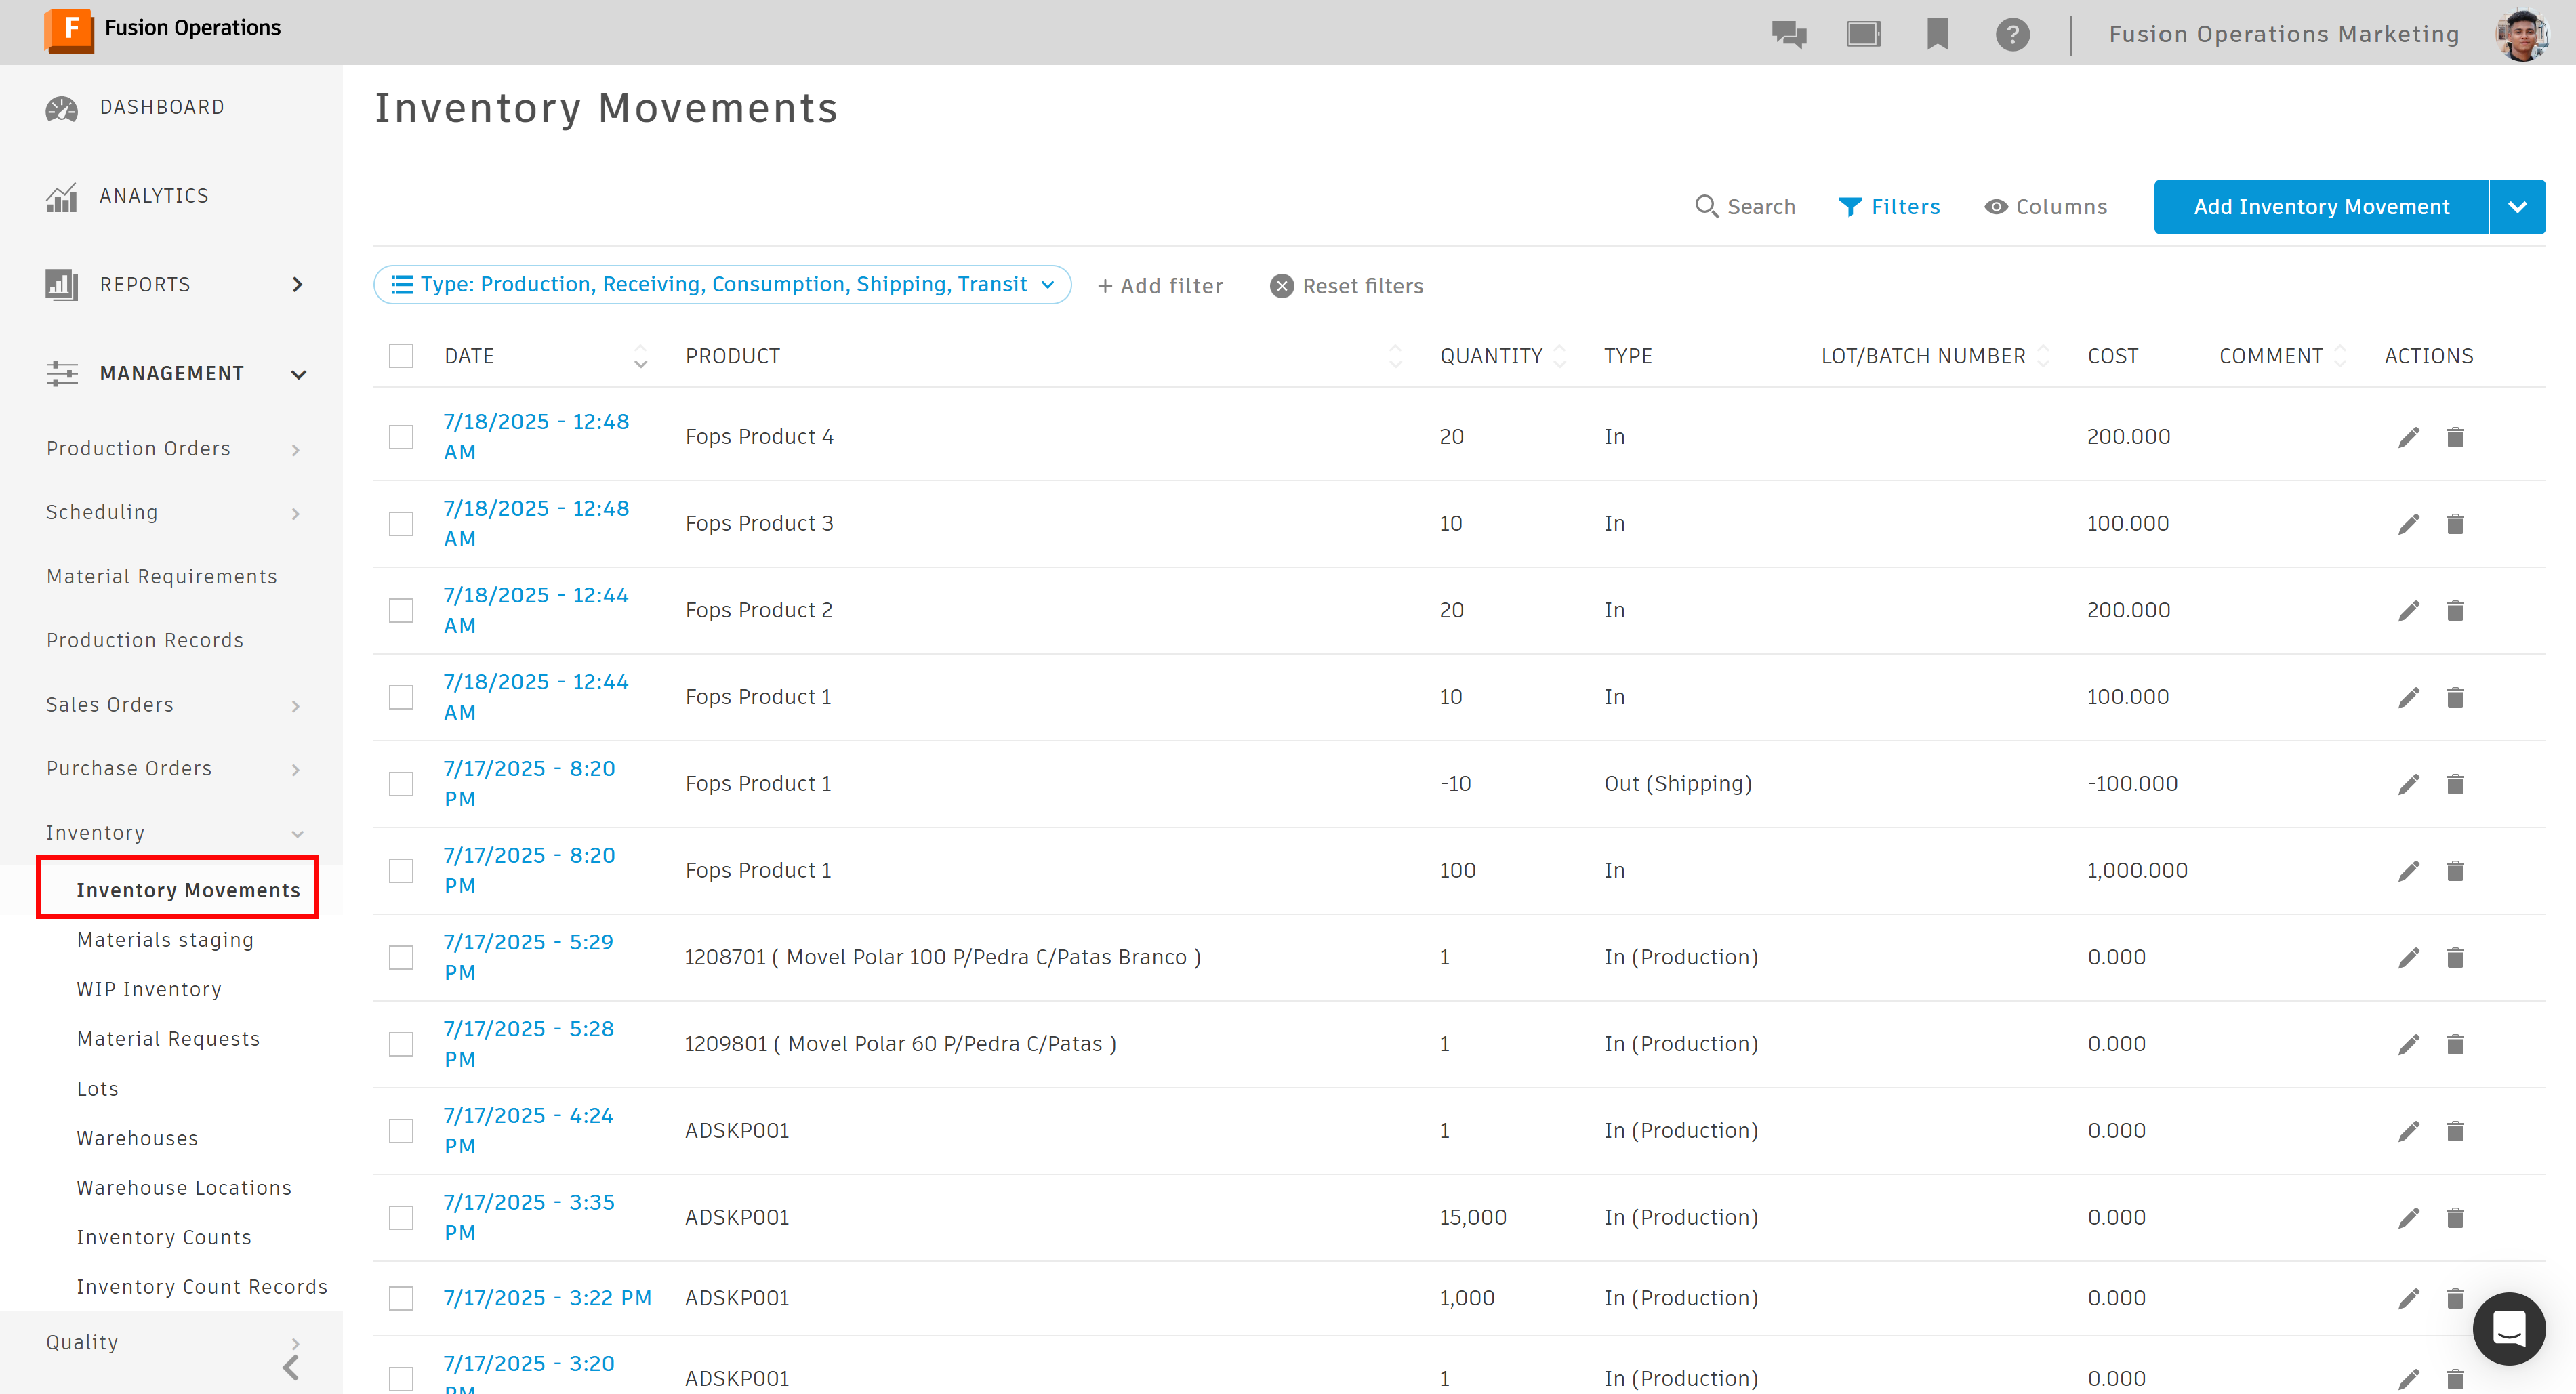 F Fusion Operations
? Fusion Operations Marketing
DASHBOARD
ANALYTICS
REPORTS
MANAGEMENT
Production Orders
Scheduling
Material Requirements
Production Records
Sales Orders
Purchase Orders
Inventory
Inventory Movements
Materials staging
WIP Inventory
Material Requests
Lots
Warehouses
Warehouse Locations
Inventory Counts
Inventory Count Records
Quality
Inventory Movements
Search Filters Columns Add Inventory Movement
Type: Production, Receiving, Consumption, Shipping, Transit + Add filter Reset filters
DATE PRODUCT QUANTITY TYPE LOT/BATCH NUMBER COST COMMENT ACTIONS
7/18/2025 - 12:48
AM
Fops Product 4 20 In 200.000
7/18/2025 - 12:48
AM
Fops Product 3 10 In 100.000
7/18/2025 - 12:44
AM
Fops Product 2 20 In 200.000
7/18/2025 - 12:44
AM
Fops Product 1 10 In 100.000
7/17/2025 - 8:20
PM
Fops Product 1 -10 Out (Shipping) -100.000
7/17/2025 - 8:20
PM
Fops Product 1 100 In 1,000.000
7/17/2025 - 5:29
PM
1208701 ( Movel Polar 100 P/Pedra C/Patas Branco ) 1 In (Production) 0.000
7/17/2025 - 5:28
PM
1209801 ( Movel Polar 60 P/Pedra C/Patas ) 1 In (Production) 0.000
7/17/2025 - 4:24
PM
ADSKP001 1 In (Production) 0.000
7/17/2025 - 3:35
PM
ADSKP001 15,000 In (Production) 0.000
7/17/2025 - 3:22 PM ADSKP001 1,000 In (Production) 0.000
7/17/2025 - 3:20
PM
ADSKP001 1 In (Production) 0.000